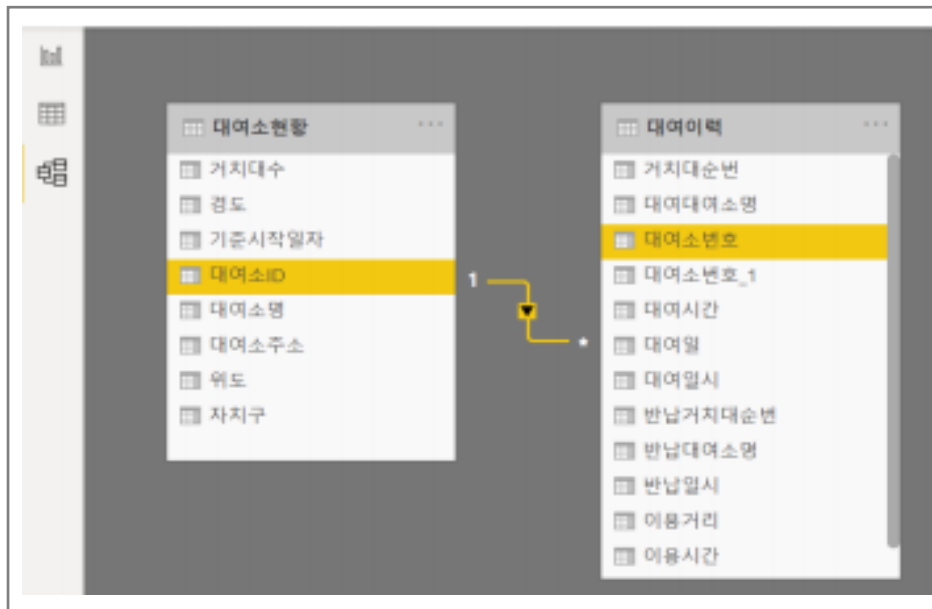 대여소현황
거치대수
경도
기준시작일자
대여소ID
대여소명
대여소주소
위도
자치구
1
*
대여이력
거치대순번
대여대여소명
대여소번호
대여소번호_1
대여시간
대여일
대여일시
반납거치대순번
반납대여소명
반납일시
이용거리
이용시간